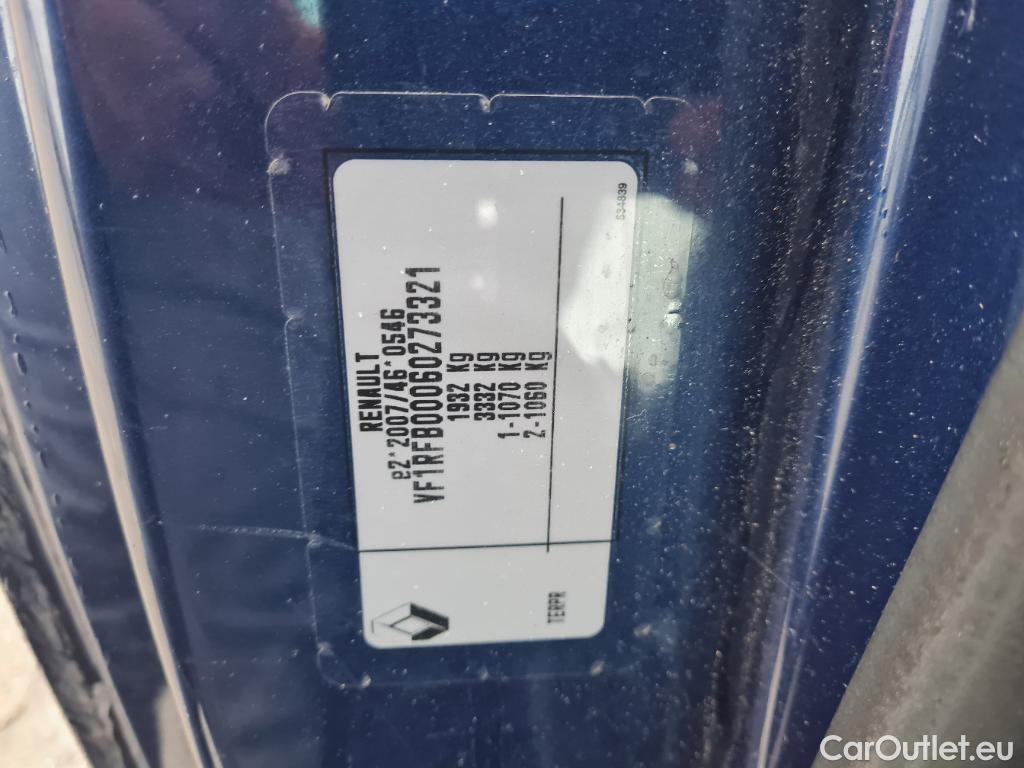 RENAULT
e2*2007/46*0546
VF1RFB00060273321
1932 Kg
3332 Kg
1-1070 Kg
2-1060 Kg
534839
TERPR
CarOutlet.eu